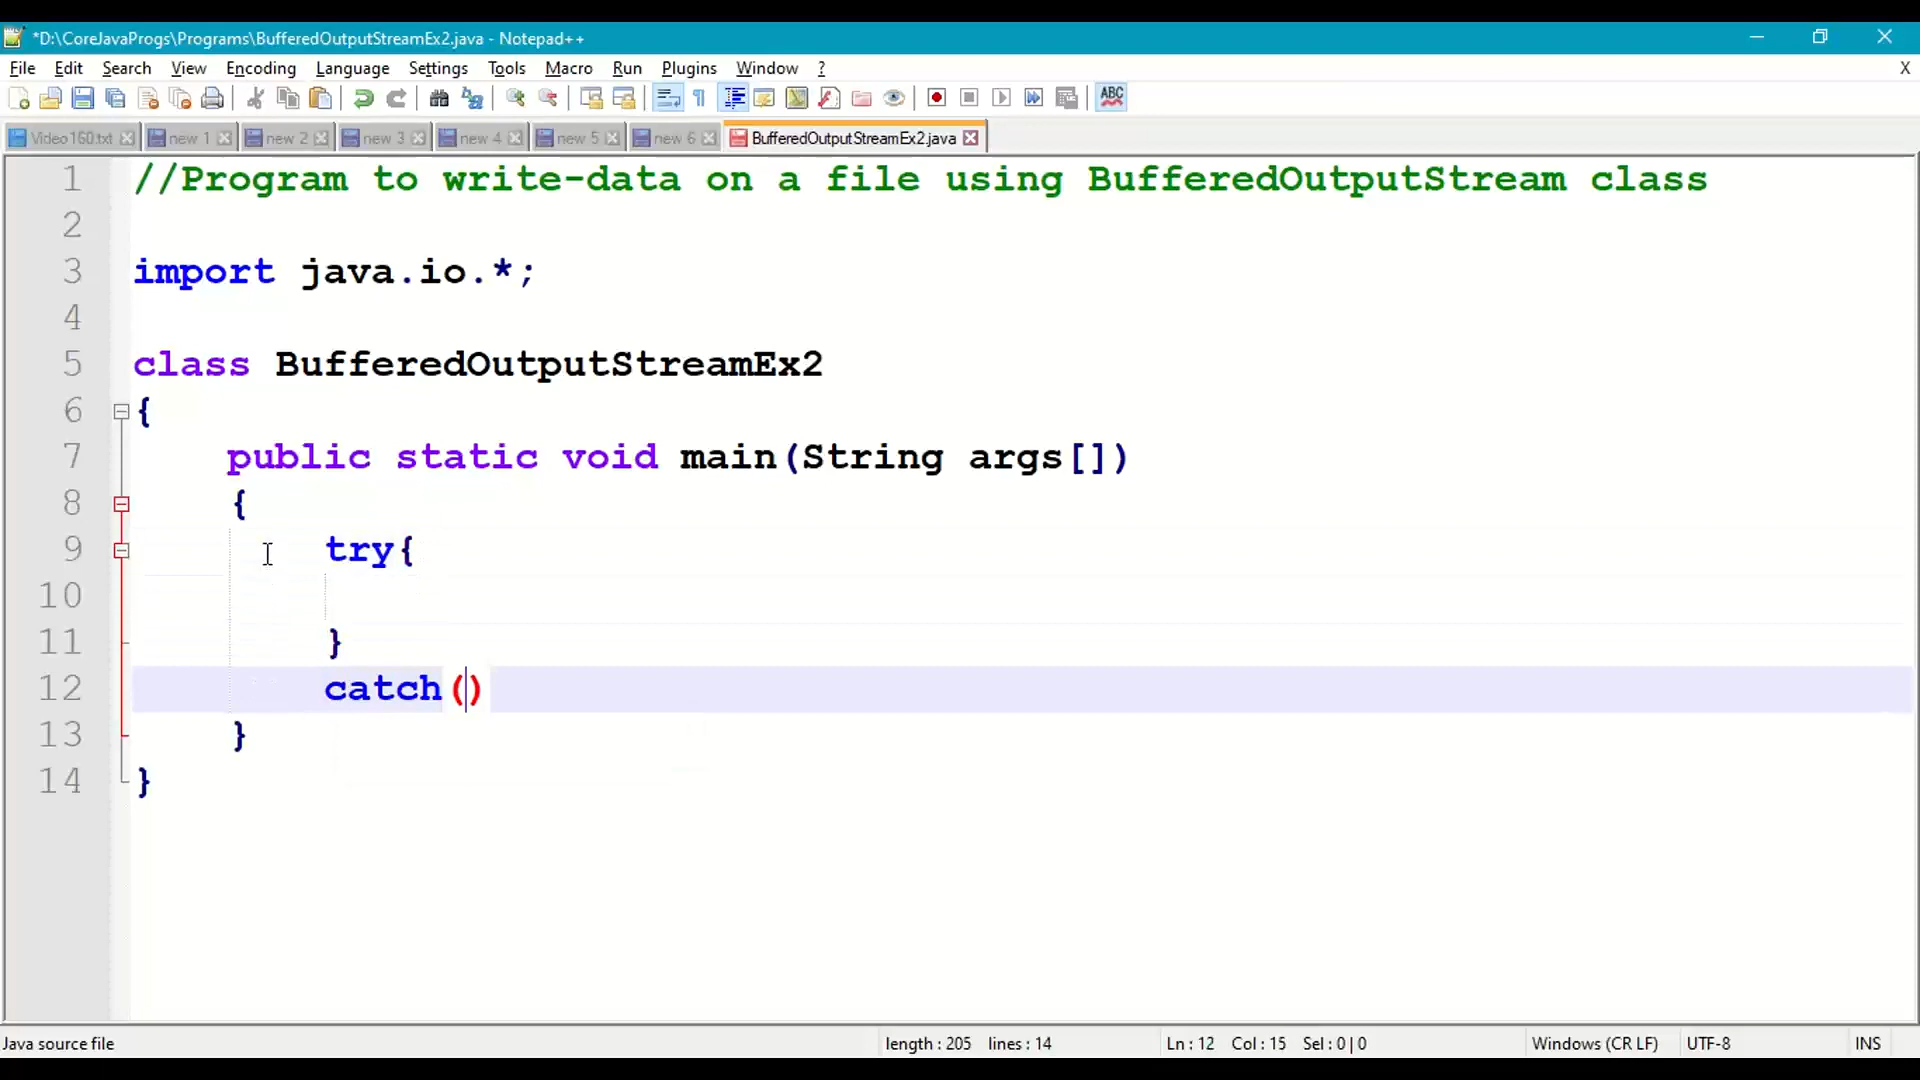 *D:\CoreJavaProgs\Programs\BufferedOutputStreamEx2.java - Notepad++
File Edit Search View Encoding Language Settings Tools Macro Run Plugins Window ? X
ABC
Video160.txt new 1 new 2 new 3 new 4 new 5 new 6 BufferedOutputStreamEx2.java
1 //Program to write-data on a file using BufferedOutputStream class
2
3 import java.io.*;
4
5 class BufferedOutputStreamEx2
6 {
7 public static void main(String args[])
8 {
9 try{
10
11 }
12 catch()
13 }
14 }
Java source file length : 205 lines : 14 Ln : 12 Col : 15 Sel : 0 | 0 Windows (CR LF) UTF-8 INS